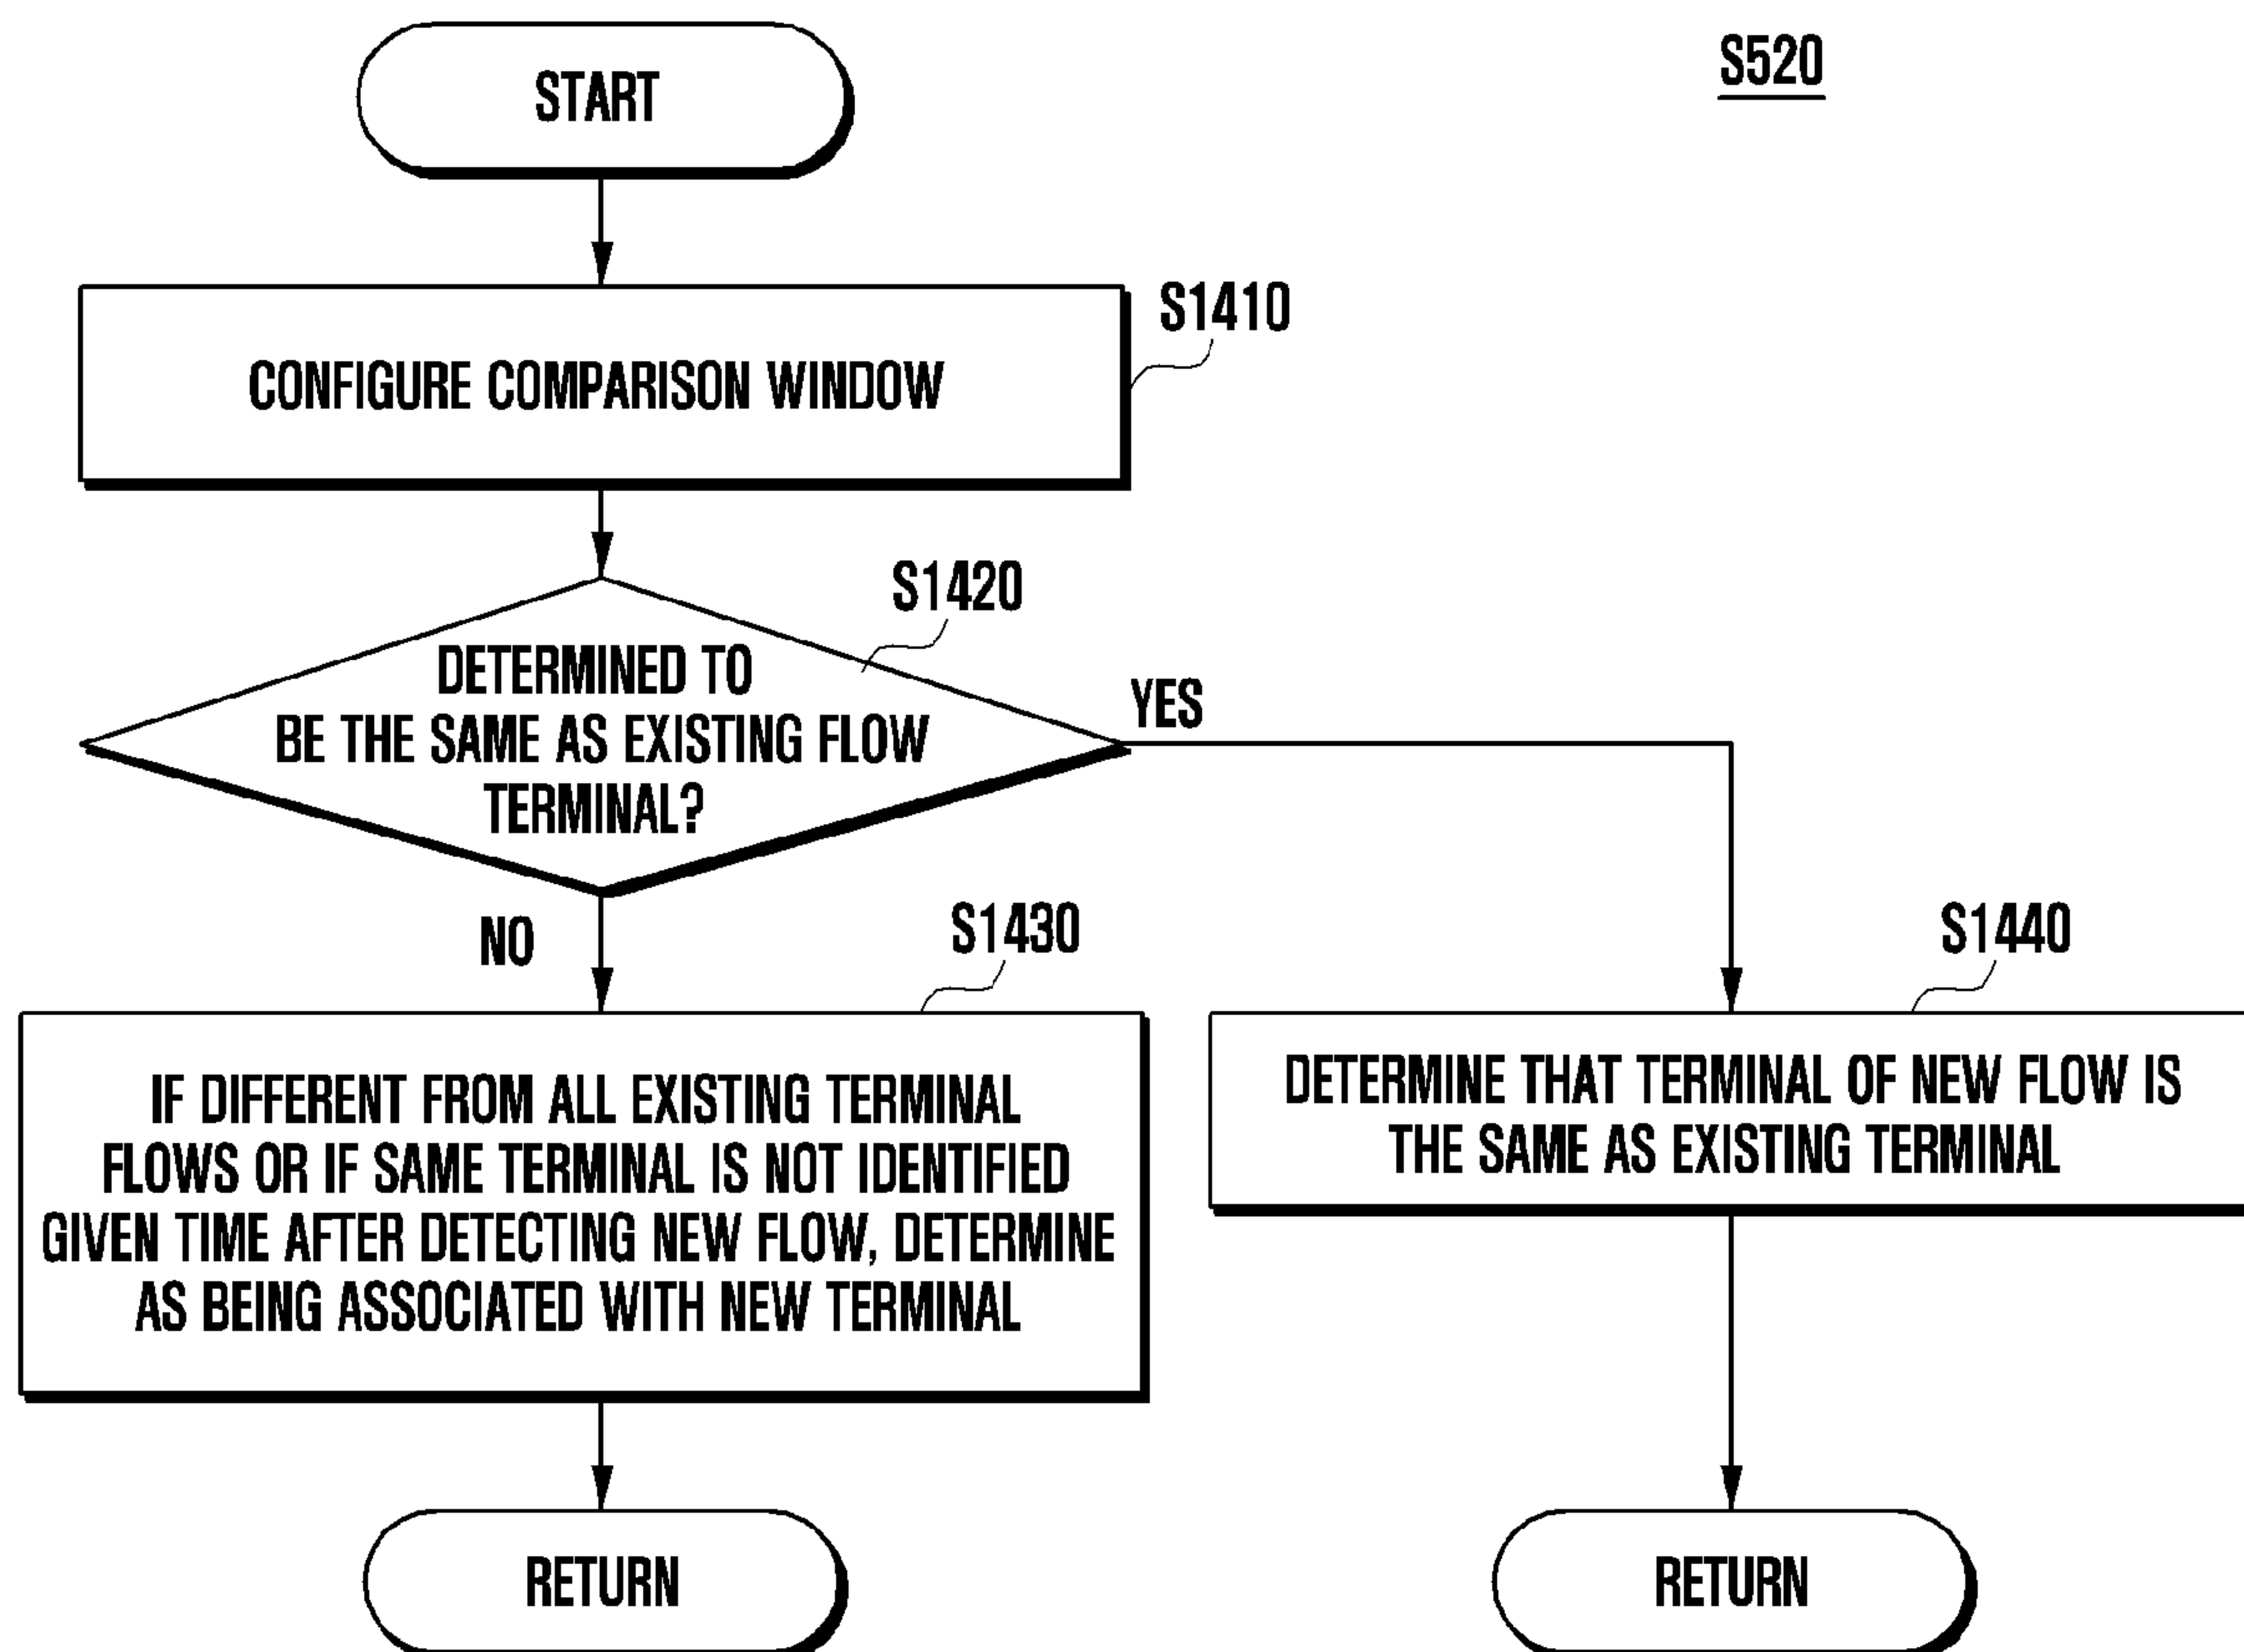 START
S520
CONFIGURE COMPARISON WINDOW
S1410
S1420
DETERMINED TO
BE THE SAME AS EXISTING FLOW
TERMINAL?
YES
NO
S1430
IF DIFFERENT FROM ALL EXISTING TERMINAL
FLOWS OR IF SAME TERMINAL IS NOT IDENTIFIED
GIVEN TIME AFTER DETECTING NEW FLOW, DETERMINE
AS BEING ASSOCIATED WITH NEW TERMINAL
S1440
DETERMINE THAT TERMINAL OF NEW FLOW IS
THE SAME AS EXISTING TERMINAL
RETURN
RETURN